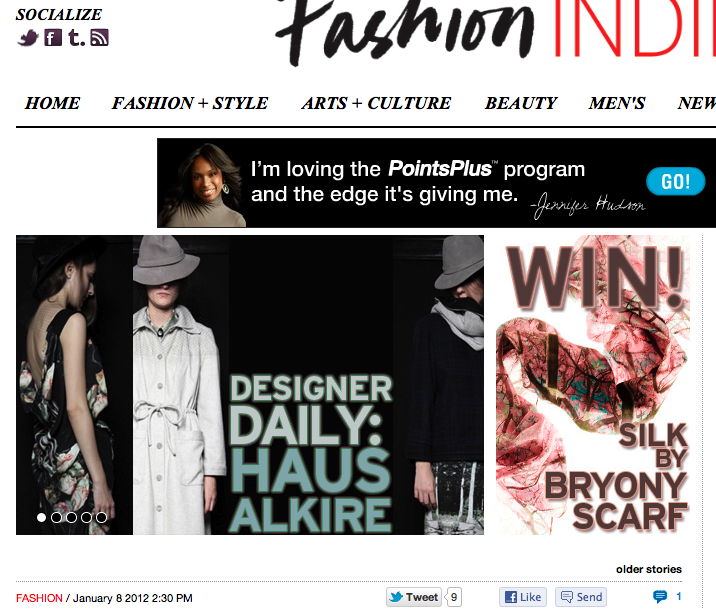 SOCIALIZE
Fashion INDI
HOME FASHION + STYLE ARTS + CULTURE BEAUTY MEN'S NEW
I'm loving the PointsPlus™ program
and the edge it's giving me.
-Jennifer Hudson
GO!
DESIGNER
DAILY:
HAUS
ALKIRE
WIN!
SILK
BY
BRYONY
SCARF
older stories
FASHION / January 8 2012 2:30 PM
Tweet 9 Like Send 1